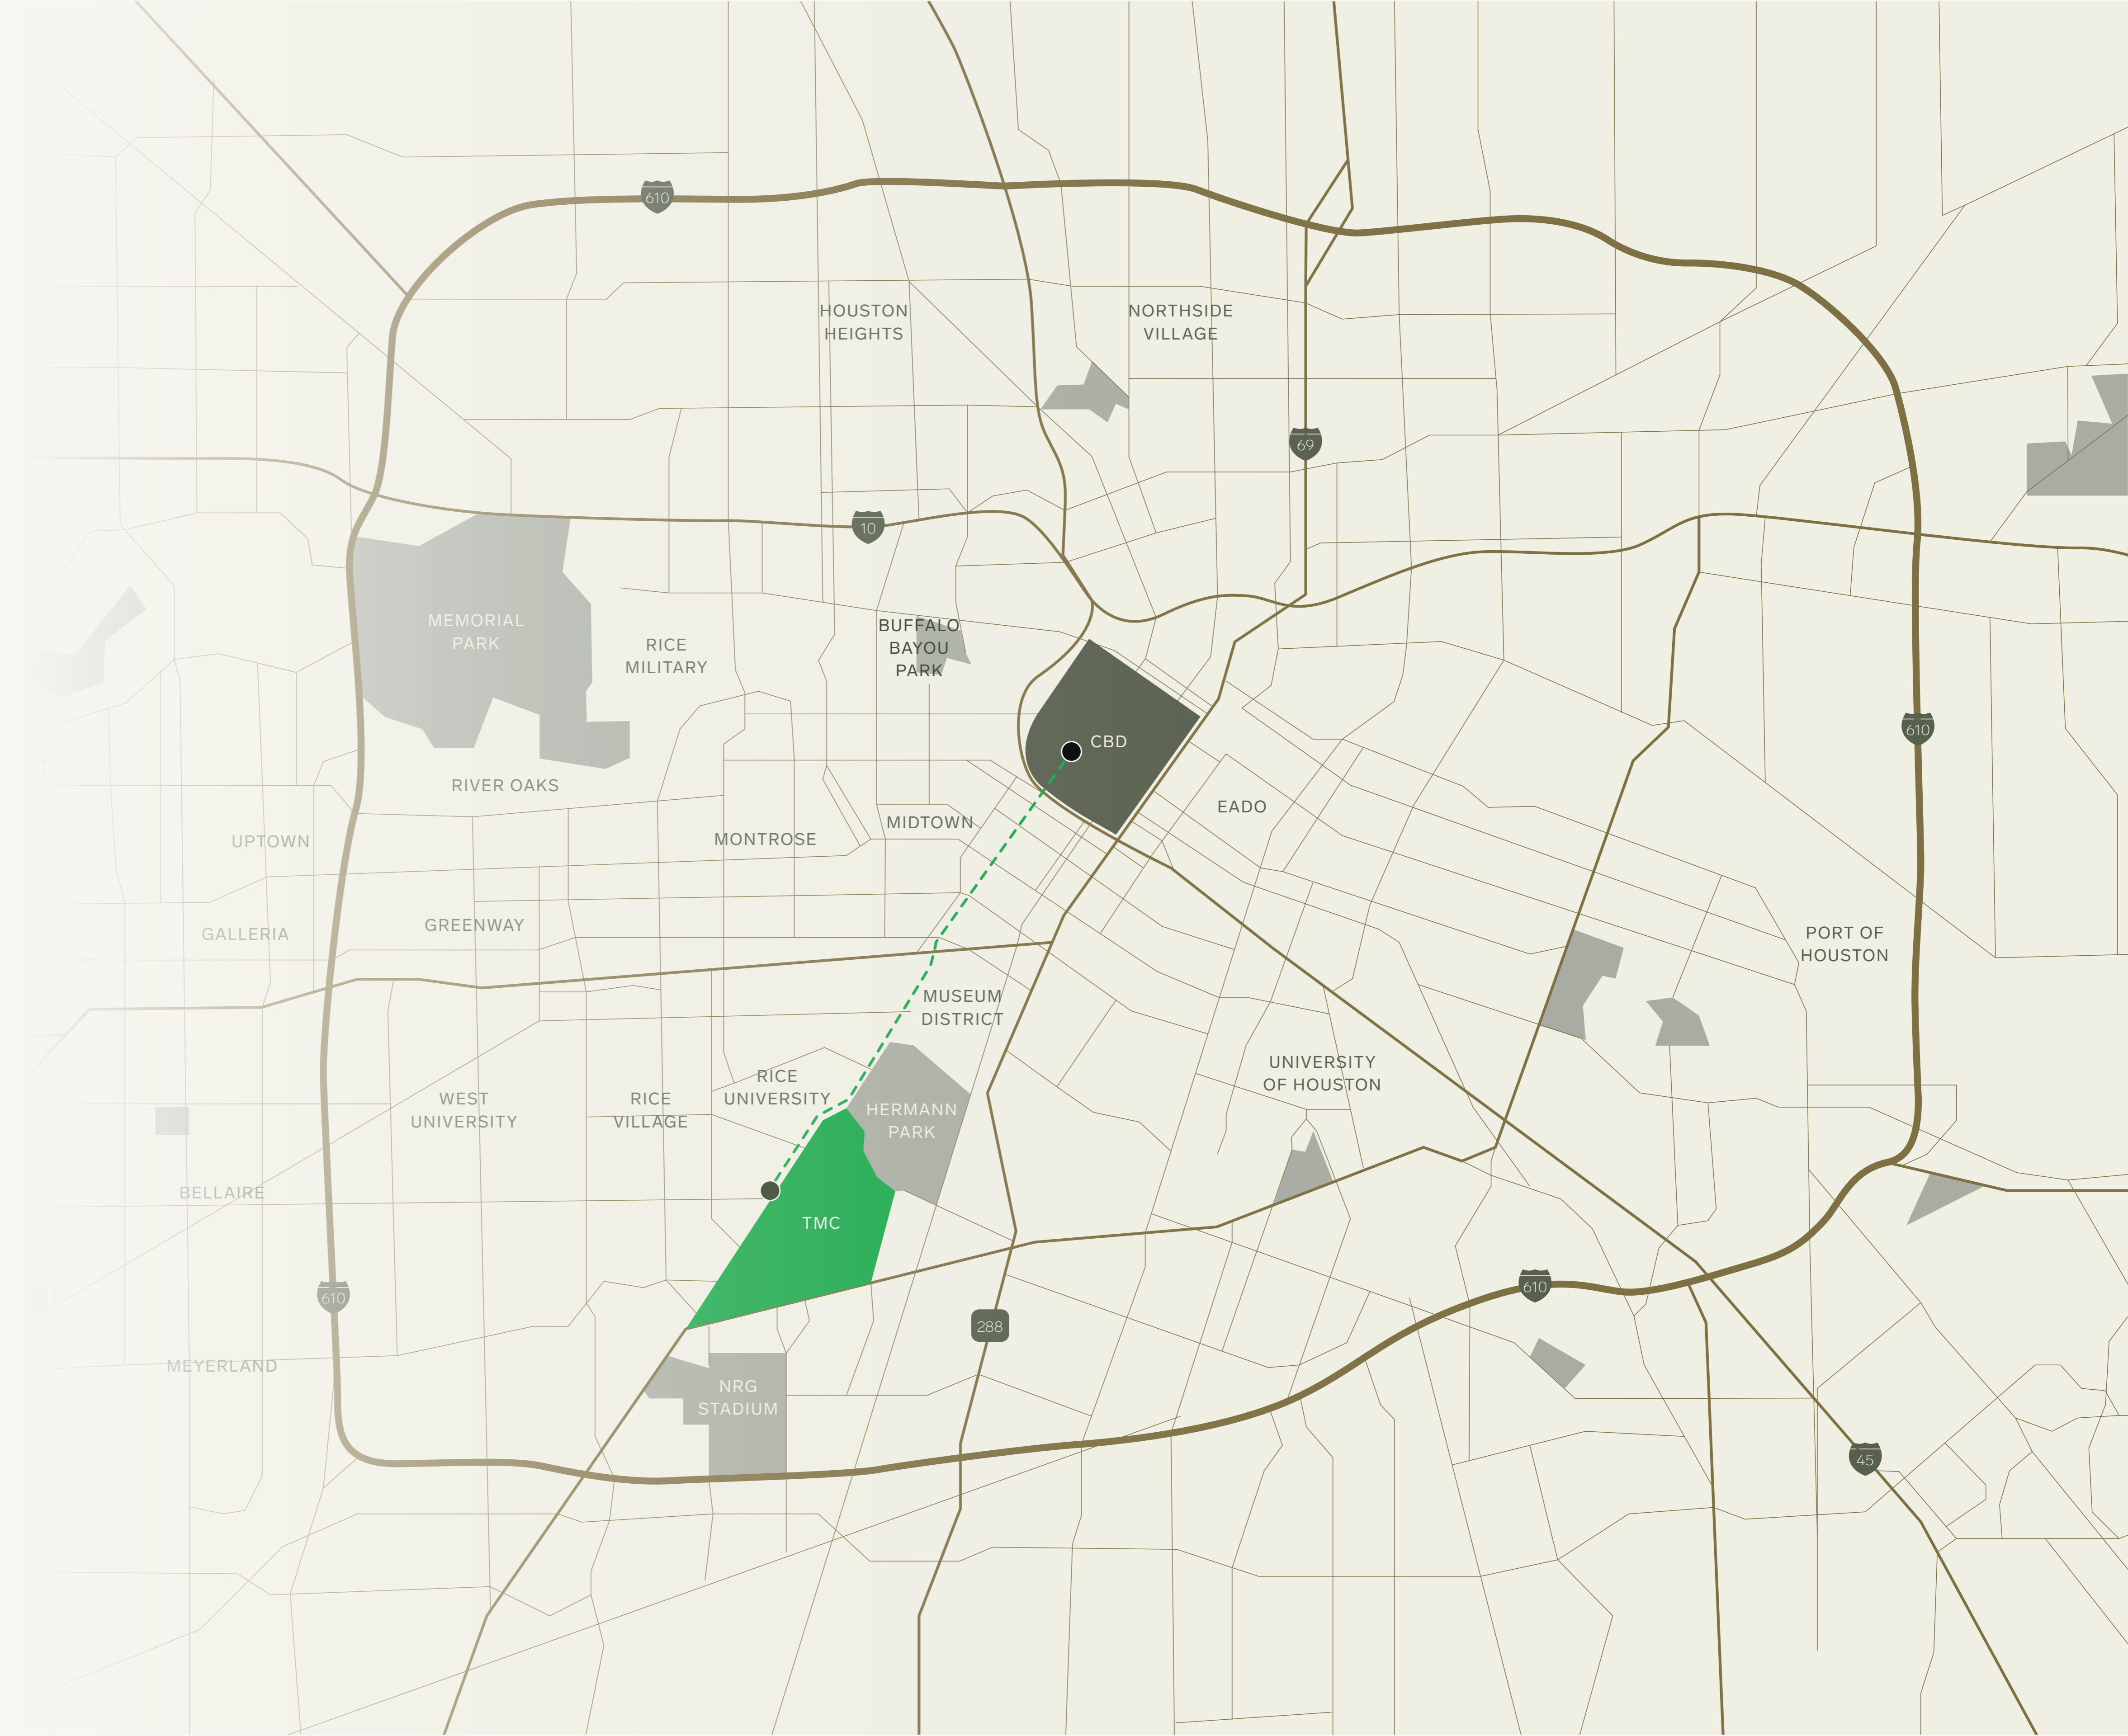 610
HOUSTON
HEIGHTS
NORTHSIDE
VILLAGE
69
10
MEMORIAL
PARK
RICE
MILITARY
BUFFALO
BAYOU
PARK
CBD
610
RIVER OAKS
EADO
UPTOWN
MONTROSE
MIDTOWN
GALLERIA
GREENWAY
PORT OF
HOUSTON
MUSEUM
DISTRICT
UNIVERSITY
OF HOUSTON
WEST
UNIVERSITY
RICE
VILLAGE
RICE
UNIVERSITY
HERMANN
PARK
BELLAIRE
TMC
610
610
288
MEYERLAND
NRG
STADIUM
45